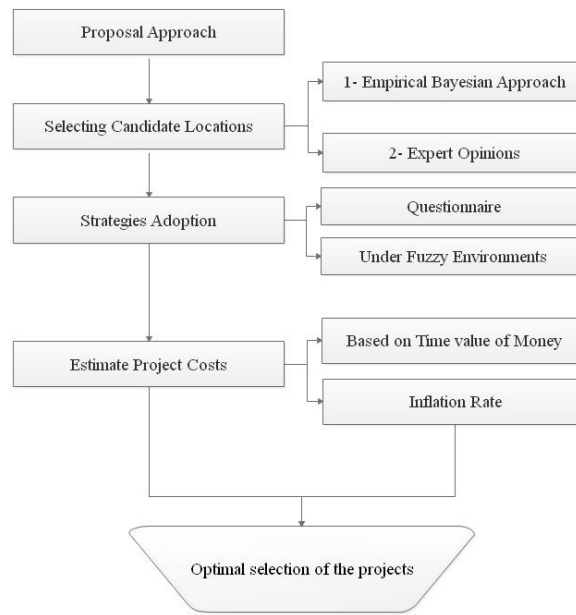 Proposal Approach
1- Empirical Bayesian Approach
Selecting Candidate Locations
2- Expert Opinions
Questionnaire
Strategies Adoption
Under Fuzzy Environments
Based on Time value of Money
Estimate Project Costs
Inflation Rate
Optimal selection of the projects